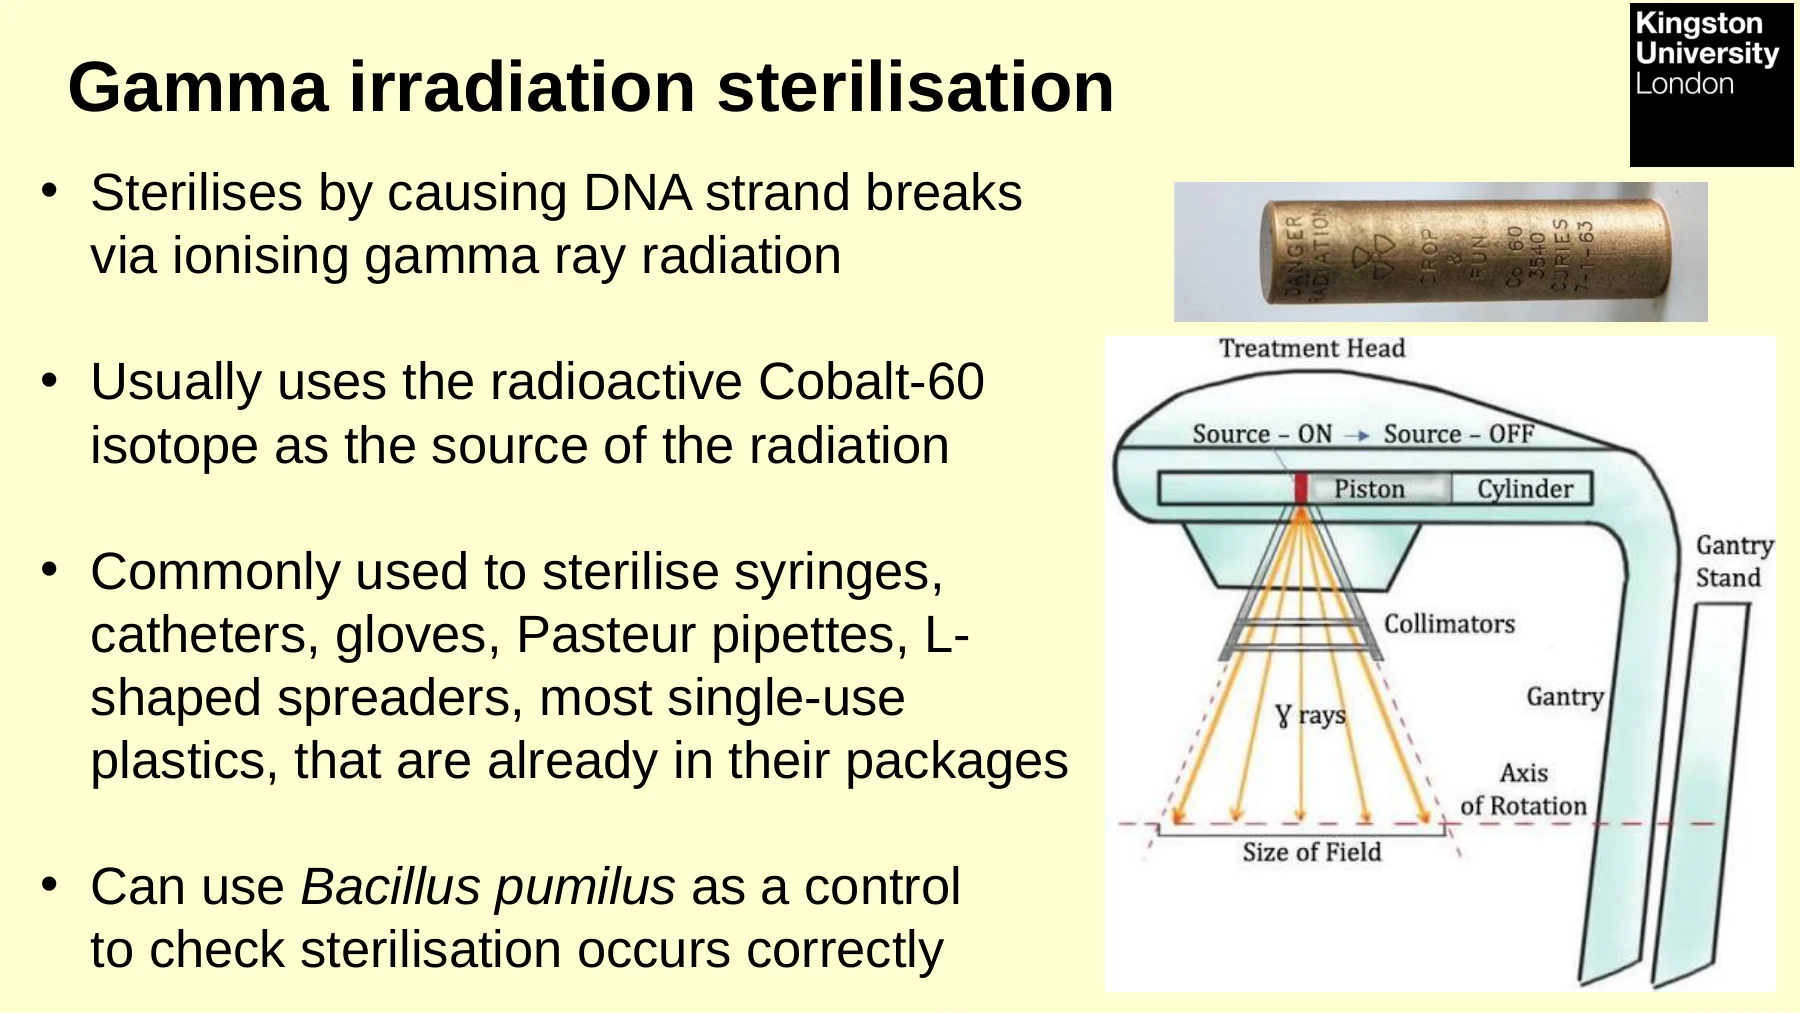 Kingston
University
London
Gamma irradiation sterilisation
• Sterilises by causing DNA strand breaks
via ionising gamma ray radiation
• Usually uses the radioactive Cobalt-60
isotope as the source of the radiation
• Commonly used to sterilise syringes,
catheters, gloves, Pasteur pipettes, L-
shaped spreaders, most single-use
plastics, that are already in their packages
• Can use Bacillus pumilus as a control
to check sterilisation occurs correctly
DANGER
RADIATION
DROP
&
RUN
Co 60
3540
CURIES
7-1-63
Treatment Head
Source – ON → Source – OFF
Piston
Cylinder
Gantry
Stand
Collimators
Gantry
Ɣ rays
Axis
of Rotation
Size of Field